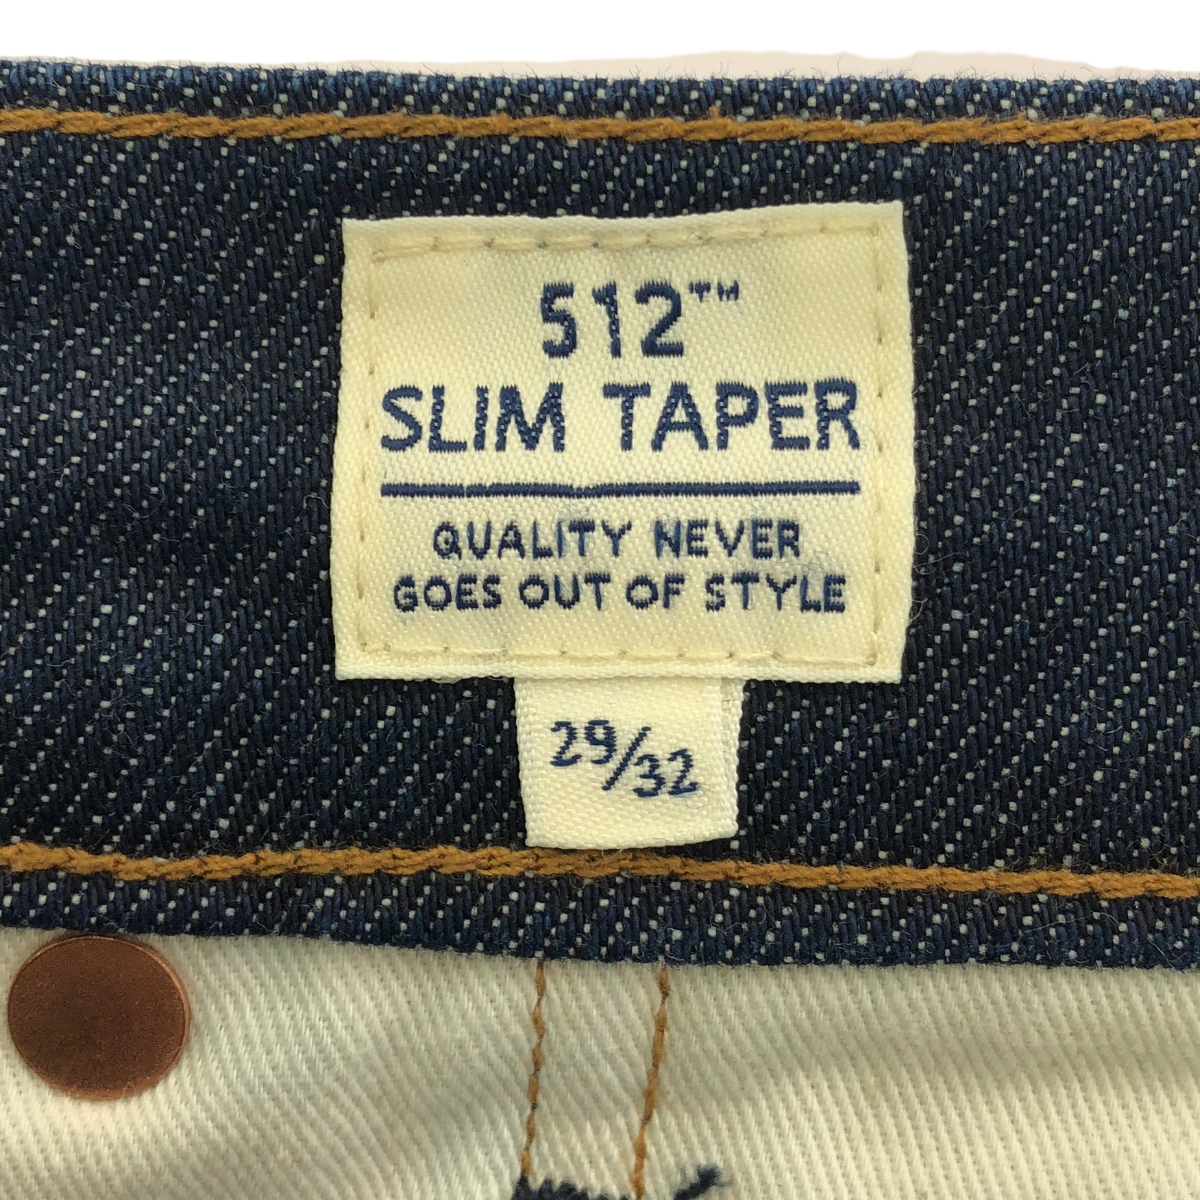 512™
SLIM TAPER
QUALITY NEVER
GOES OUT OF STYLE
29/32